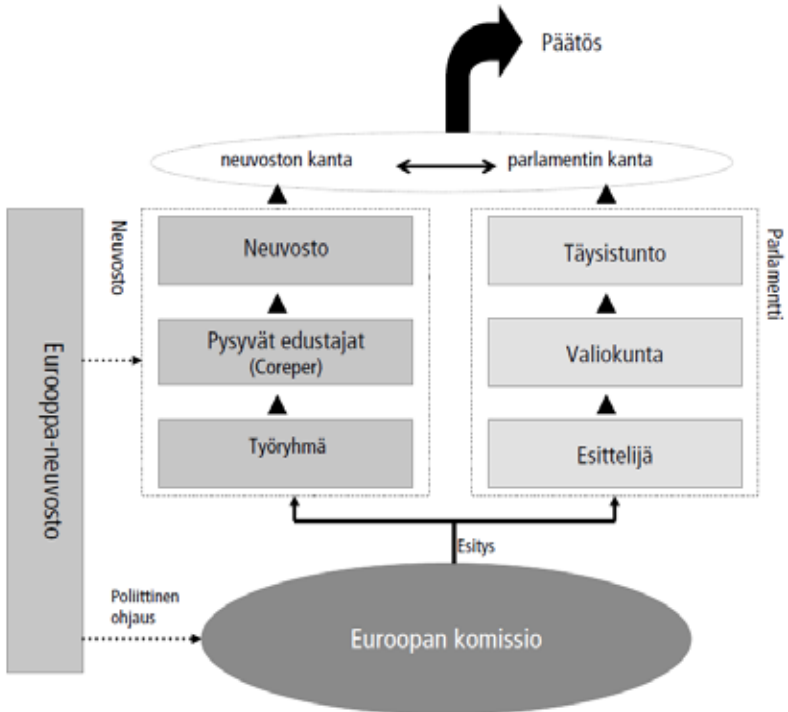 Päätös
neuvoston kanta
parlamentin kanta
Neuvosto
Neuvosto
Täysistunto
Parlamentti
Eurooppa-neuvosto
Pysyvät edustajat
(Coreper)
Valiokunta
Työryhmä
Esittelijä
Esitys
Poliittinen
ohjaus
Euroopan komissio